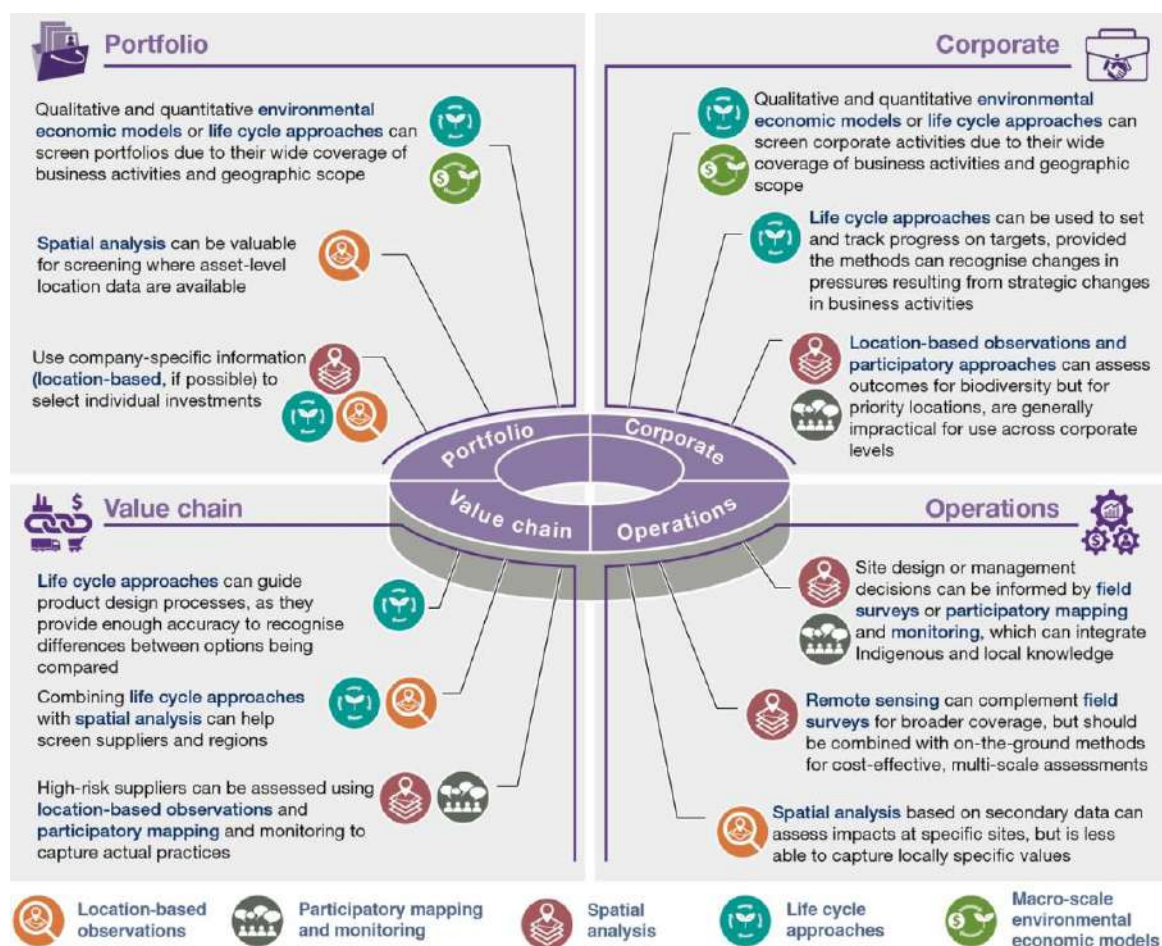 Portfolio
Qualitative and quantitative environmental
economic models or life cycle approaches can
screen portfolios due to their wide coverage of
business activities and geographic scope
Spatial analysis can be valuable
for screening where asset-level
location data are available
Use company-specific information
(location-based, if possible) to
select individual investments
Corporate
Qualitative and quantitative environmental
economic models or life cycle approaches can
screen corporate activities due to their wide
coverage of business activities and geographic
scope
Life cycle approaches can be used to set
and track progress on targets, provided
the methods can recognise changes in
pressures resulting from strategic changes
in business activities
Location-based observations and
participatory approaches can assess
outcomes for biodiversity but for
priority locations, are generally
impractical for use across corporate
levels
Portfolio
Corporate
Value chain
Operations
Value chain
Life cycle approaches can guide
product design processes, as they
provide enough accuracy to recognise
differences between options being
compared
Combining life cycle approaches
with spatial analysis can help
screen suppliers and regions
High-risk suppliers can be assessed using
location-based observations and
participatory mapping and monitoring to
capture actual practices
Operations
Site design or management
decisions can be informed by field
surveys or participatory mapping
and monitoring, which can integrate
Indigenous and local knowledge
Remote sensing can complement field
surveys for broader coverage, but should
be combined with on-the-ground methods
for cost-effective, multi-scale assessments
Spatial analysis based on secondary data can
assess impacts at specific sites, but is less
able to capture locally specific values
Location-based
observations
Participatory mapping
and monitoring
Spatial
analysis
Life cycle
approaches
Macro-scale
environmental
economic models